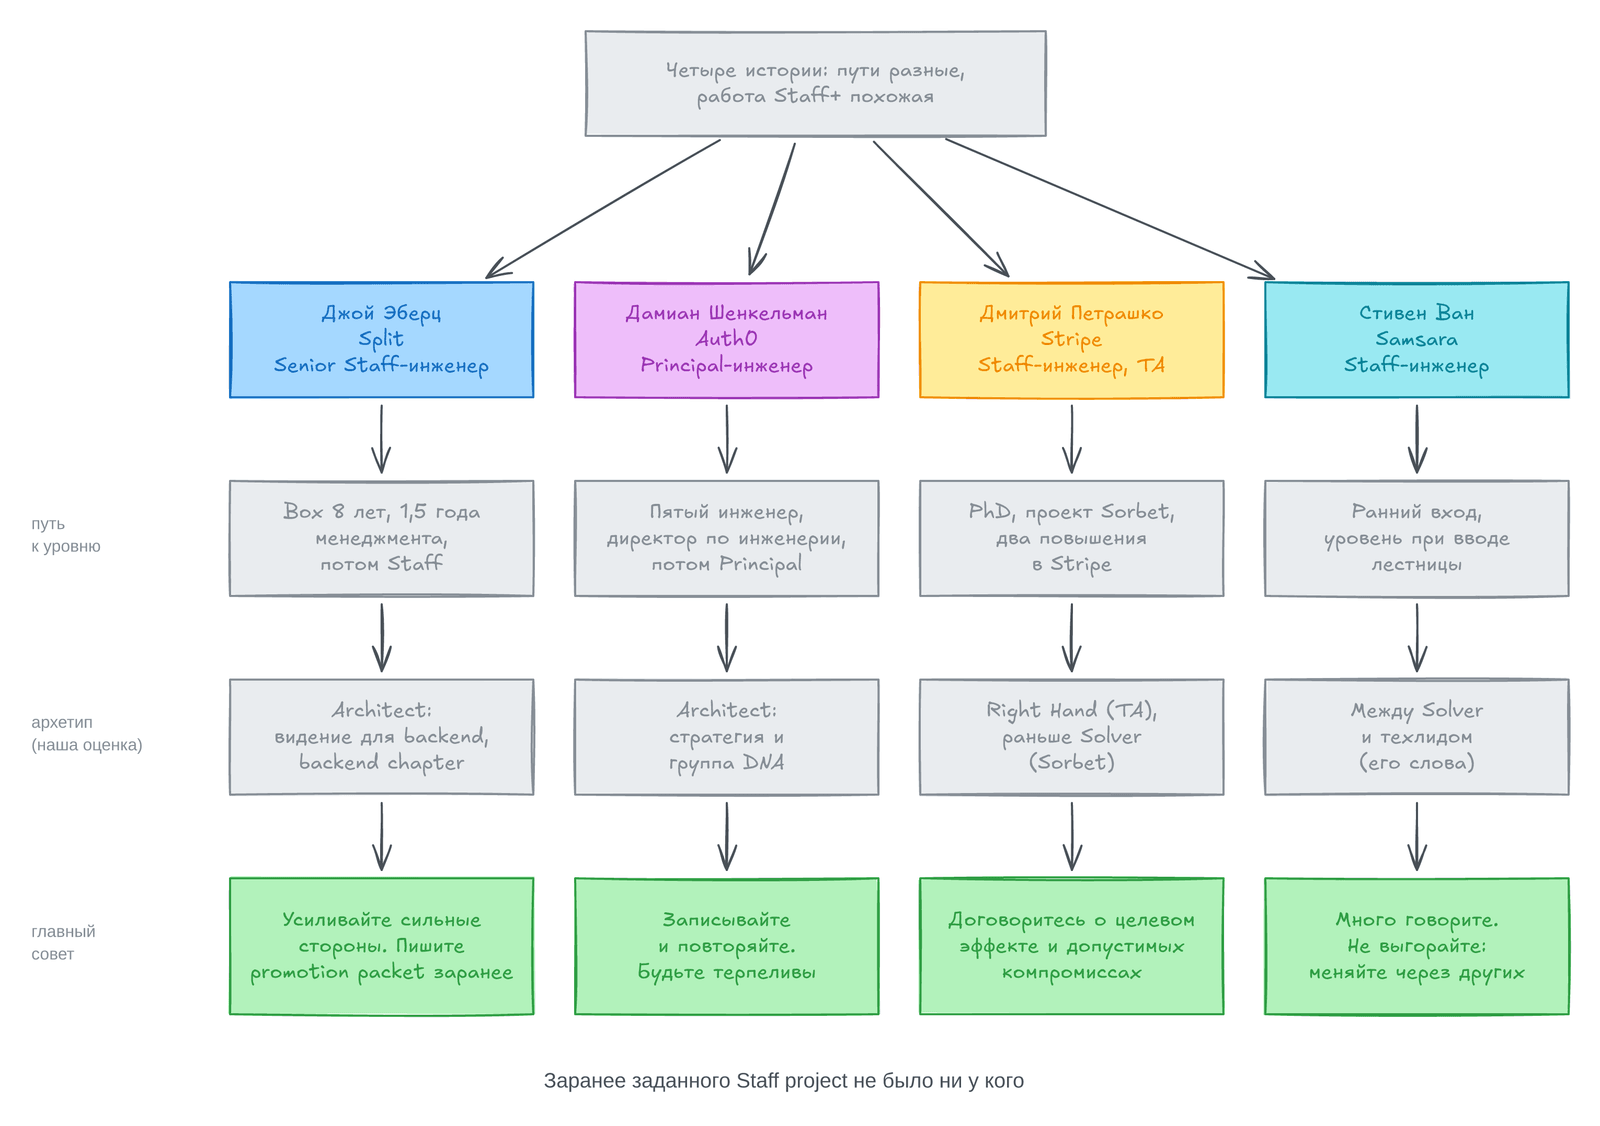 Четыре истории: пути разные,
работа Staff+ похожая
Джой Эберц
Split
Senior Staff-инженер
Дамиан Шенкельман
Auth0
Principal-инженер
Дмитрий Петрашко
Stripe
Staff-инженер, TA
Стивен Ван
Samsara
Staff-инженер
путь
к уровню
Box 8 лет, 1,5 года
менеджмента,
потом Staff
Пятый инженер,
директор по инженерии,
потом Principal
PhD, проект Sorbet,
два повышения
в Stripe
Ранний вход,
уровень при вводе
лестницы
архетип
(наша оценка)
Architect:
видение для backend,
backend chapter
Architect:
стратегия и
группа DNA
Right Hand (TA),
раньше Solver
(Sorbet)
Между Solver
и техлидом
(его слова)
главный
совет
Усиливайте сильные
стороны. Пишите
promotion packet заранее
Записывайте
и повторяйте.
Будьте терпеливы
Договоритесь о целевом
эффекте и допустимых
компромиссах
Много говорите.
Не выгорайте:
меняйте через других
Заранее заданного Staff project не было ни у кого